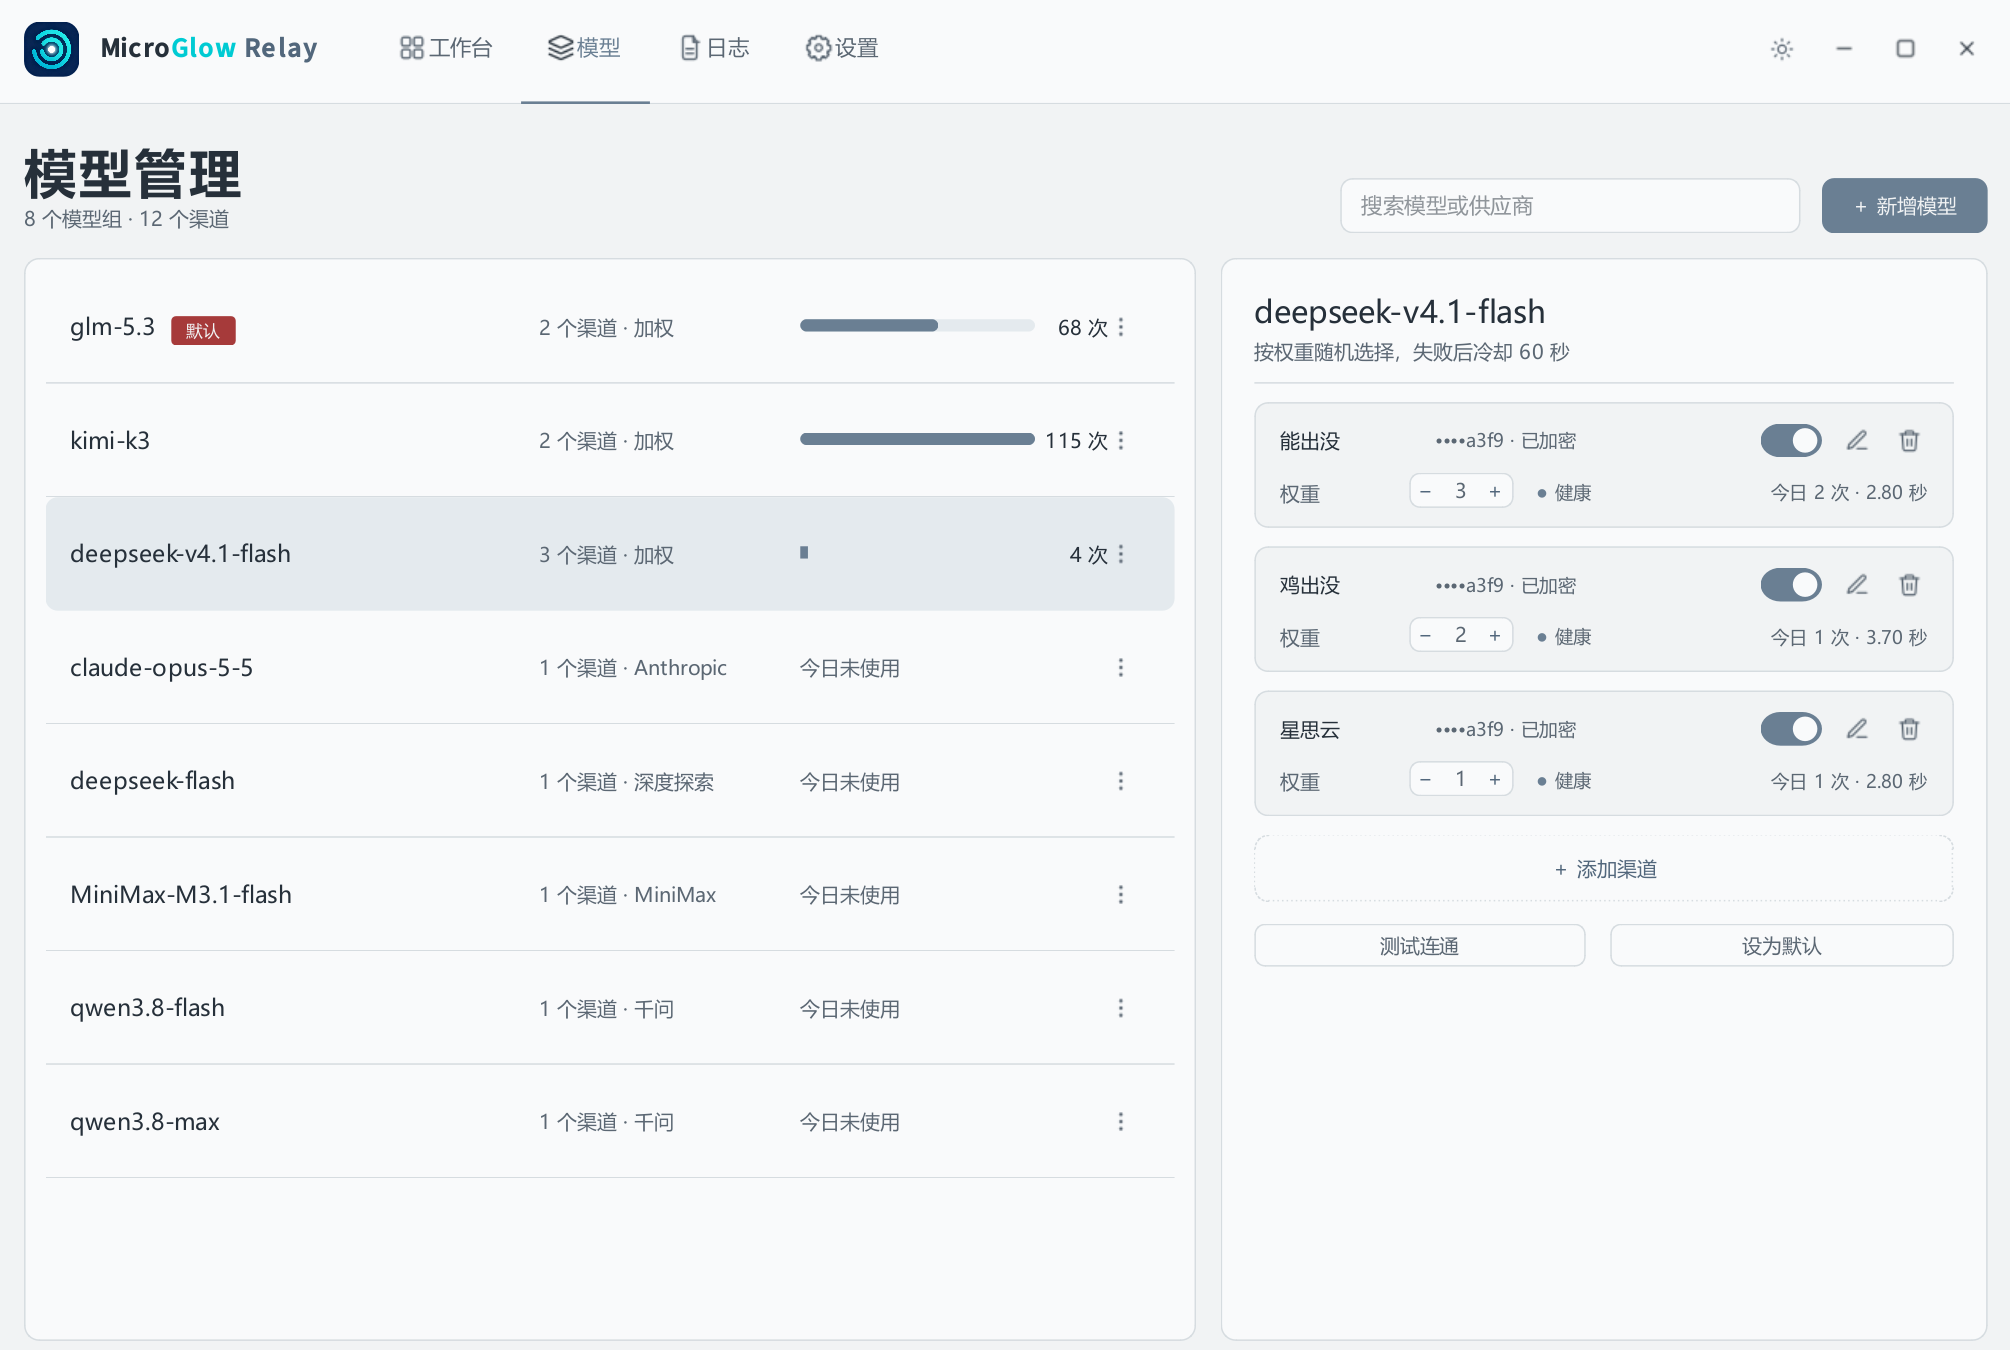 MicroGlow Relay 工作台 模型 日志 设置
模型管理
8 个模型组 · 12 个渠道
搜索模型或供应商
+ 新增模型
glm-5.3 默认 2 个渠道 · 加权 68 次
kimi-k3 2 个渠道 · 加权 115 次
deepseek-v4.1-flash 3 个渠道 · 加权 4 次
claude-opus-5-5 1 个渠道 · Anthropic 今日未使用
deepseek-flash 1 个渠道 · 深度探索 今日未使用
MiniMax-M3.1-flash 1 个渠道 · MiniMax 今日未使用
qwen3.8-flash 1 个渠道 · 千问 今日未使用
qwen3.8-max 1 个渠道 · 千问 今日未使用
deepseek-v4.1-flash
按权重随机选择，失败后冷却 60 秒
能出没 ••••a3f9 · 已加密
权重 − 3 + • 健康 今日 2 次 · 2.80 秒
鸡出没 ••••a3f9 · 已加密
权重 − 2 + • 健康 今日 1 次 · 3.70 秒
星思云 ••••a3f9 · 已加密
权重 − 1 + • 健康 今日 1 次 · 2.80 秒
+ 添加渠道
测试连通 设为默认